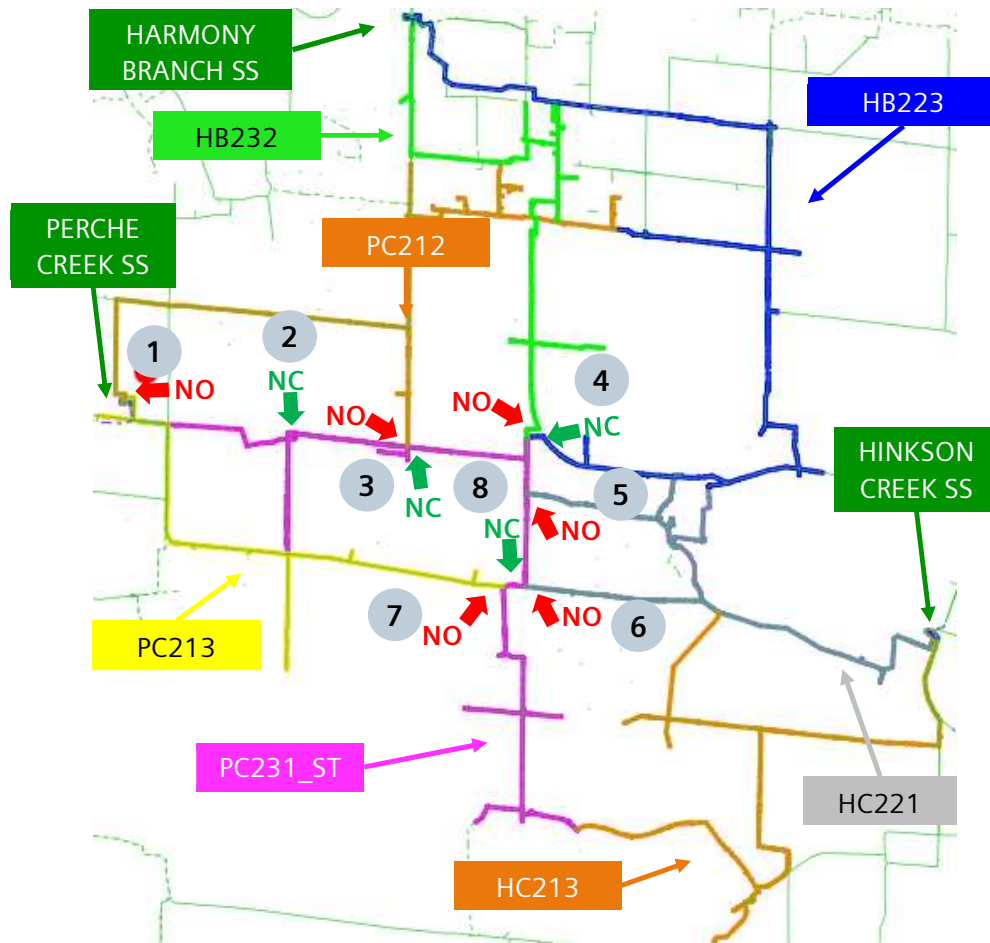 HARMONY
BRANCH SS
HB223
HB232
PERCHE
CREEK SS
PC212
1
2
NO
NC
4
NO
NC
NO
HINKSON
CREEK SS
3
8
5
NC
NC
NO
7
NO
NO
6
PC213
PC231_ST
HC221
HC213